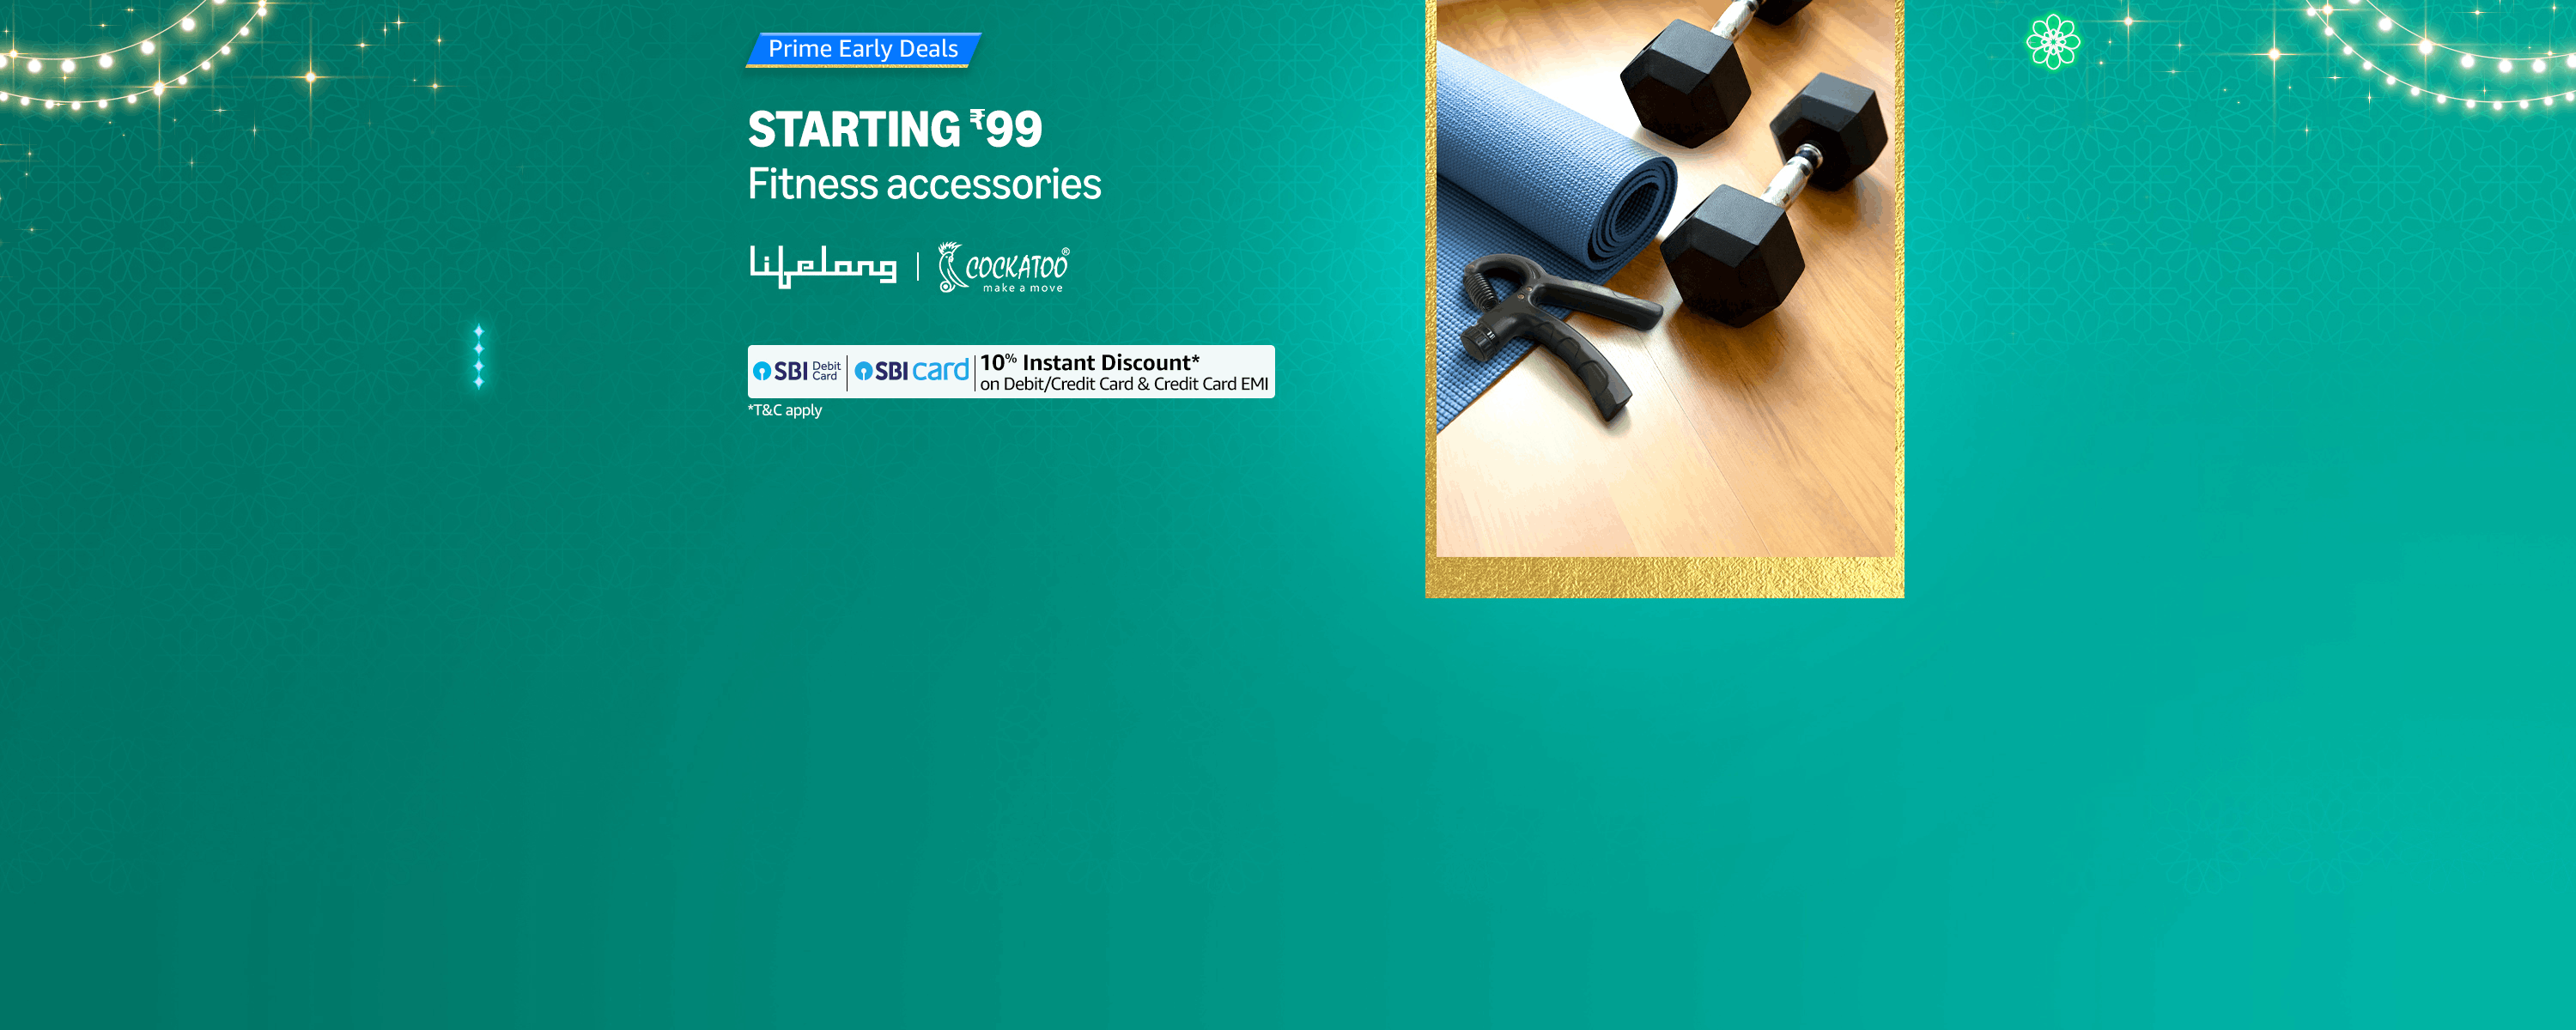 Prime Early Deals
STARTING ₹99
Fitness accessories
Lifelong | COCKATOO®
make a move
SBI Debit Card | SBI card | 10% Instant Discount*
on Debit/Credit Card & Credit Card EMI
*T&C apply